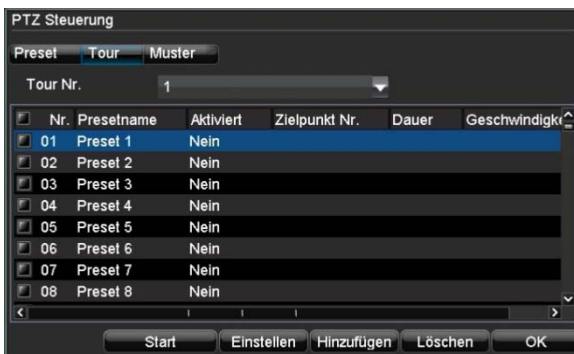 PTZ Steuerung
Preset Tour Muster
Tour Nr. 1
Nr. Presetname Aktiviert Zielpunkt Nr. Dauer Geschwindigke
01 Preset 1 Nein
02 Preset 2 Nein
03 Preset 3 Nein
04 Preset 4 Nein
05 Preset 5 Nein
06 Preset 6 Nein
07 Preset 7 Nein
08 Preset 8 Nein
Start Einstellen Hinzufügen Löschen OK